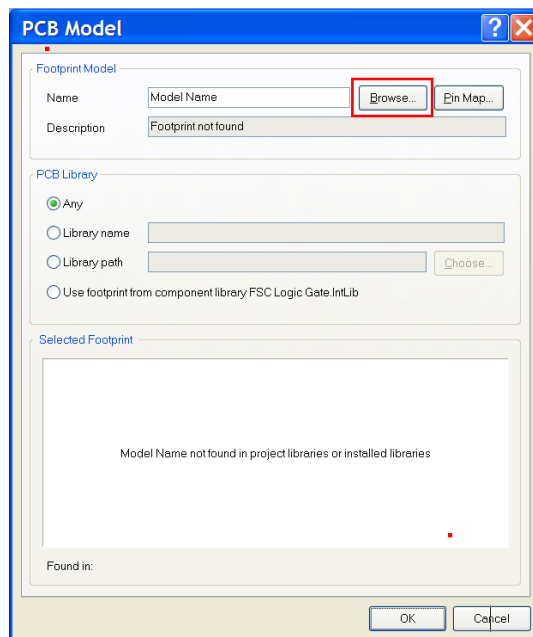 PCB Model
?
Footprint Model
Name Model Name Browse... Pin Map...
Description Footprint not found
PCB Library
Any
Library name
Library path Choose...
Use footprint from component library FSC Logic Gate.IntLib
Selected Footprint
Model Name not found in project libraries or installed libraries
Found in:
OK Cancel